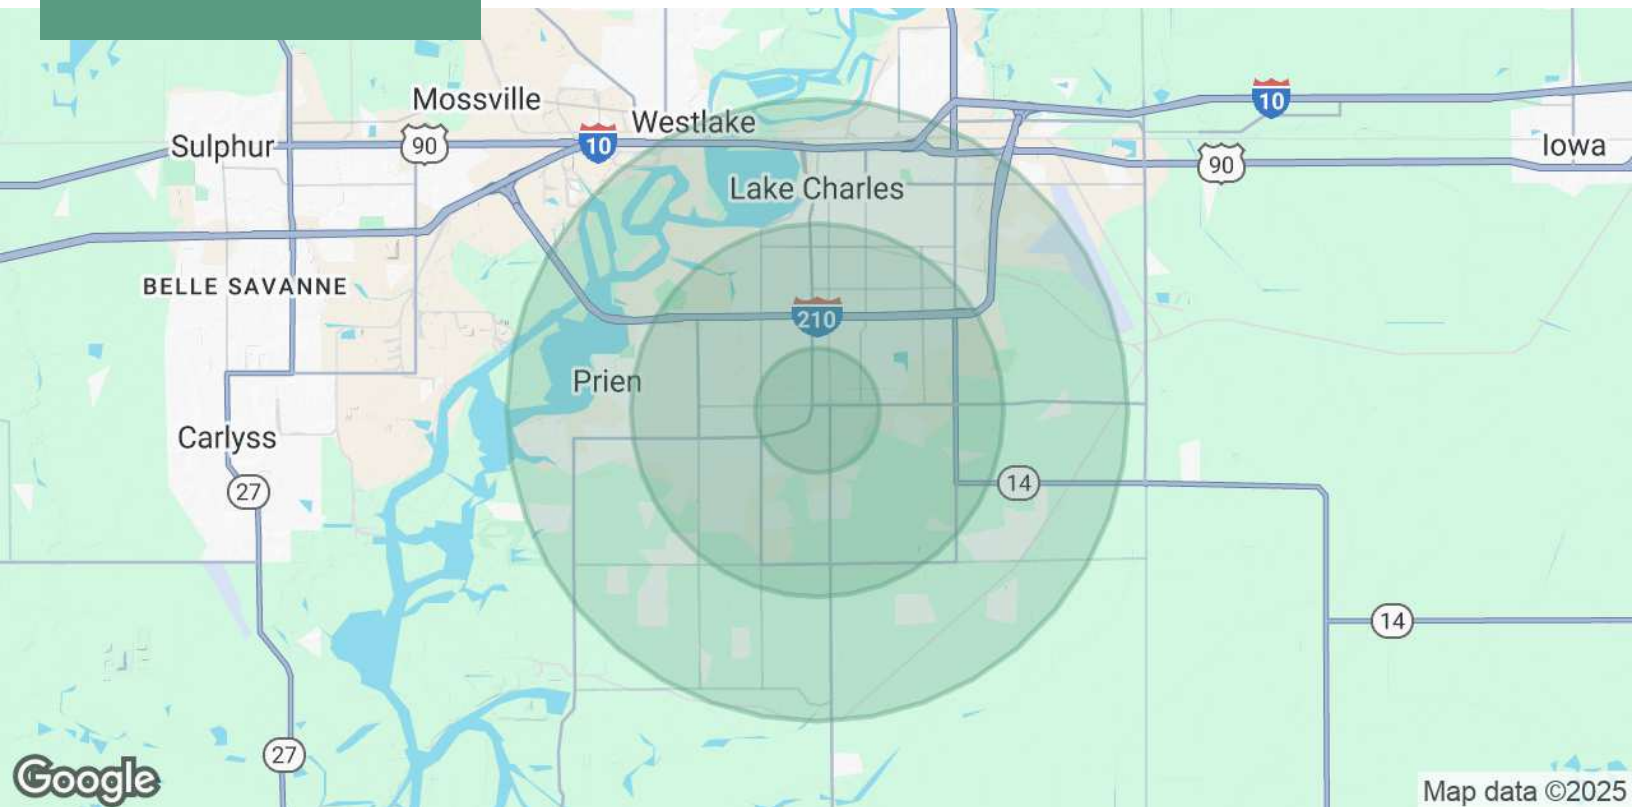 10
Mossville
Westlake
Sulphur
90
10
Iowa
90
Lake Charles
BELLE SAVANNE
210
Prien
Carlyss
27
14
14
27
Google
Map data ©2025